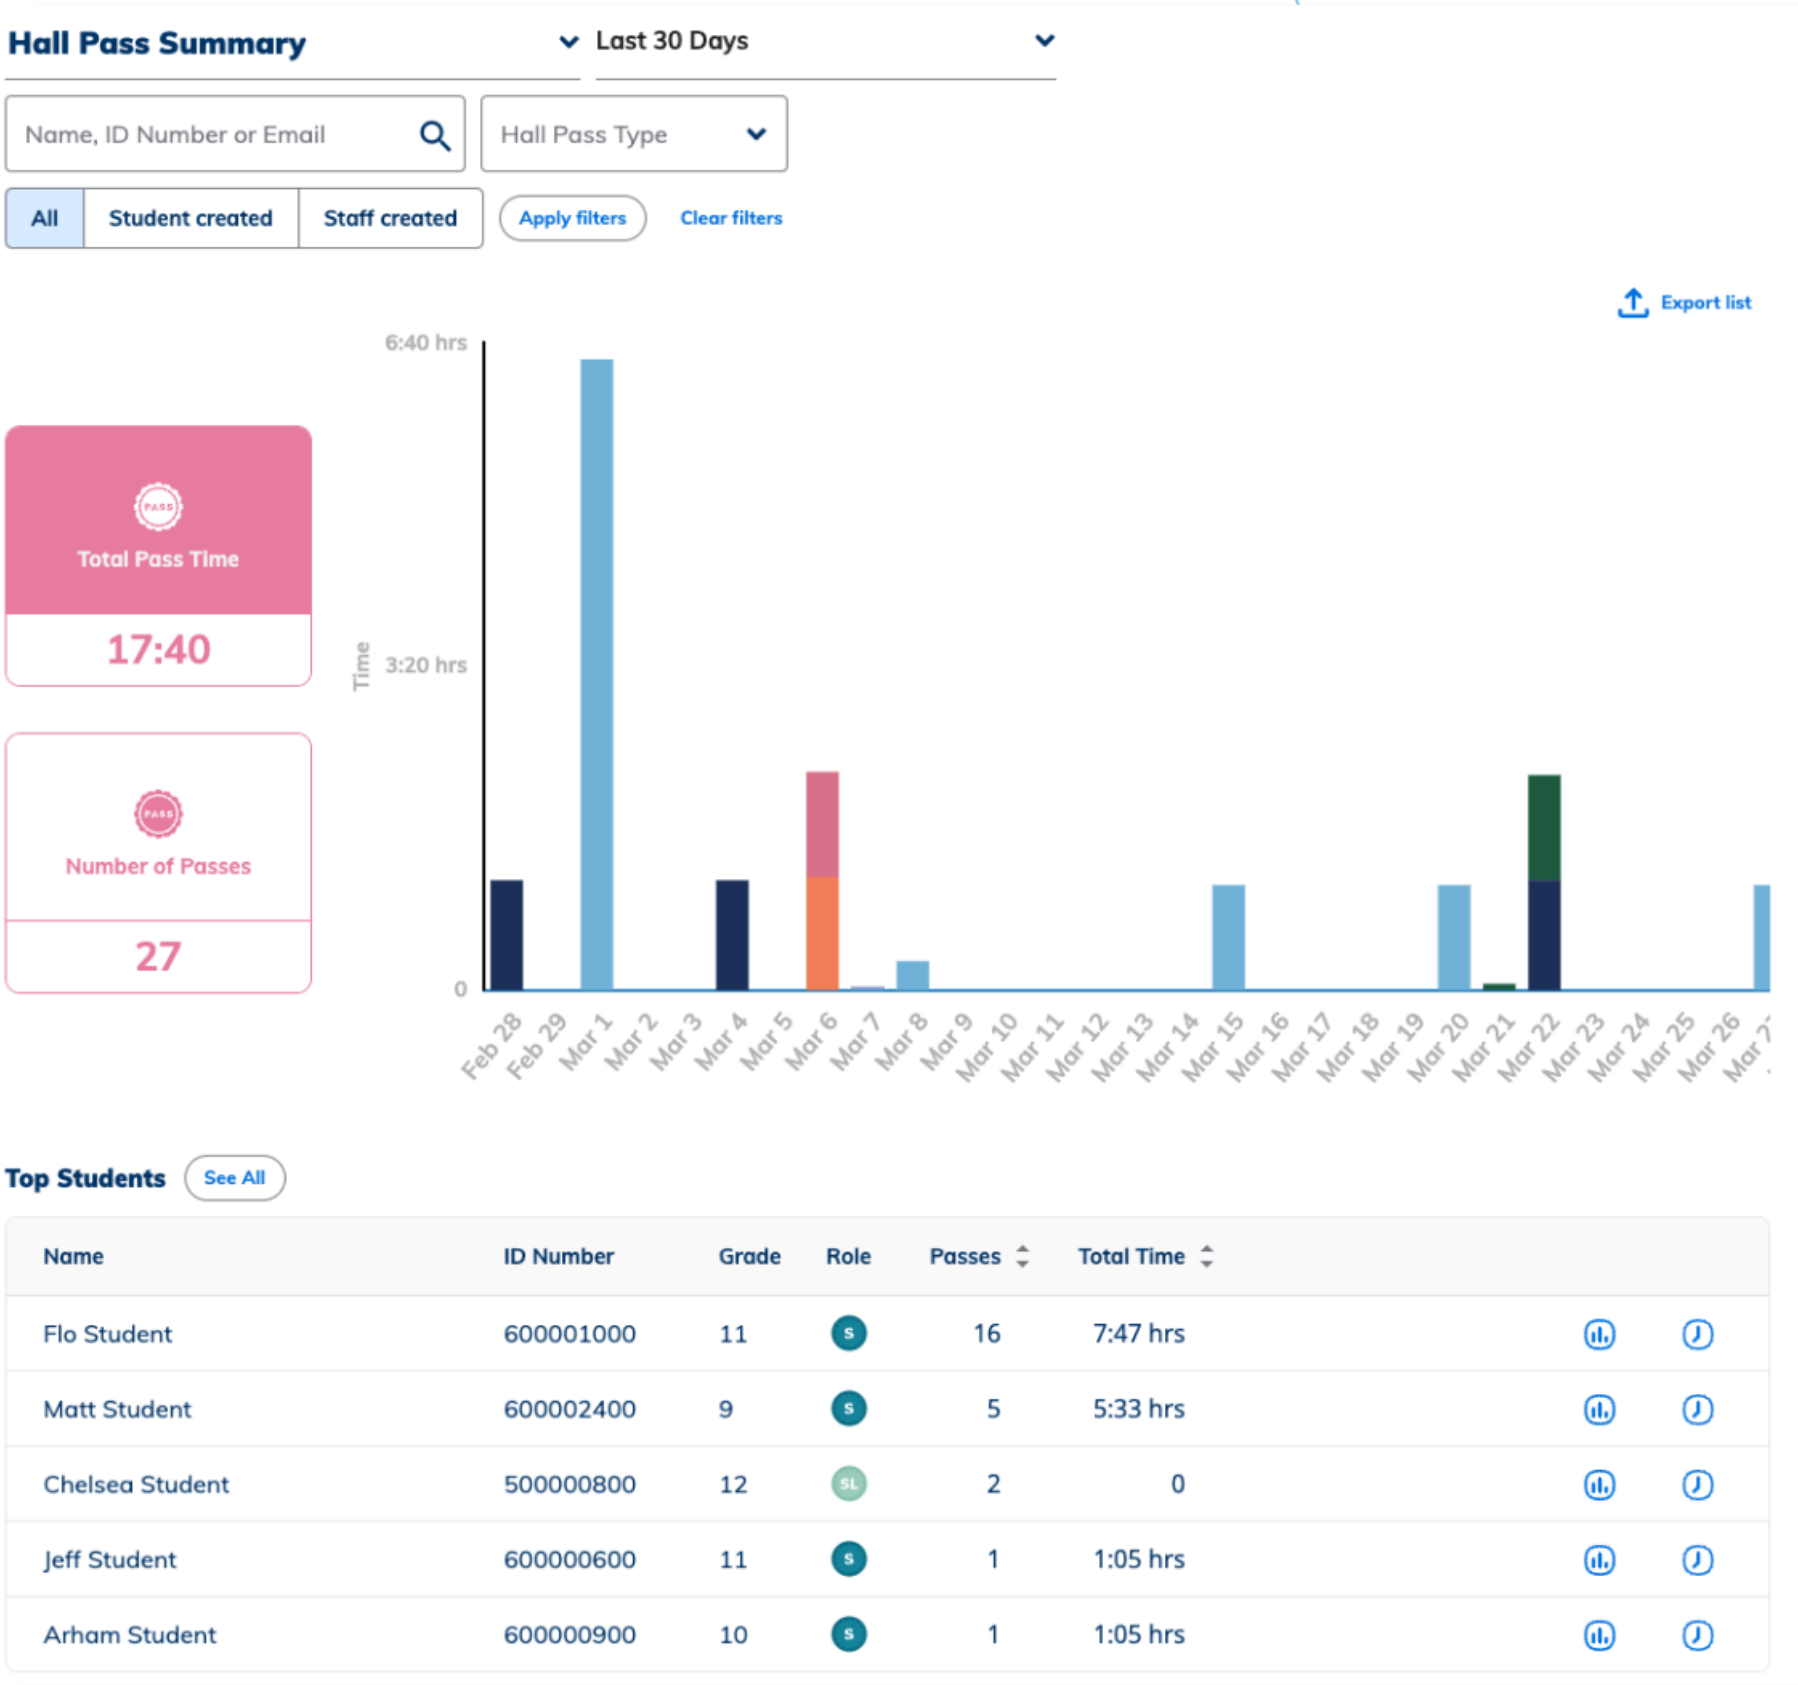 Hall Pass Summary
Last 30 Days
Name, ID Number or Email
Hall Pass Type
All
Student created
Staff created
Apply filters
Clear filters
Export list
PASS
Total Pass Time
17:40
PASS
Number of Passes
27
Time
6:40 hrs
3:20 hrs
0
Feb 28
Feb 29
Mar 1
Mar 2
Mar 3
Mar 4
Mar 5
Mar 6
Mar 7
Mar 8
Mar 9
Mar 10
Mar 11
Mar 12
Mar 13
Mar 14
Mar 15
Mar 16
Mar 17
Mar 18
Mar 19
Mar 20
Mar 21
Mar 22
Mar 23
Mar 24
Mar 25
Mar 26
Mar 27
Top Students
See All
Name ID Number Grade Role Passes Total Time
Flo Student 600001000 11 S 16 7:47 hrs
Matt Student 600002400 9 S 5 5:33 hrs
Chelsea Student 500000800 12 SL 2 0
Jeff Student 600000600 11 S 1 1:05 hrs
Arham Student 600000900 10 S 1 1:05 hrs